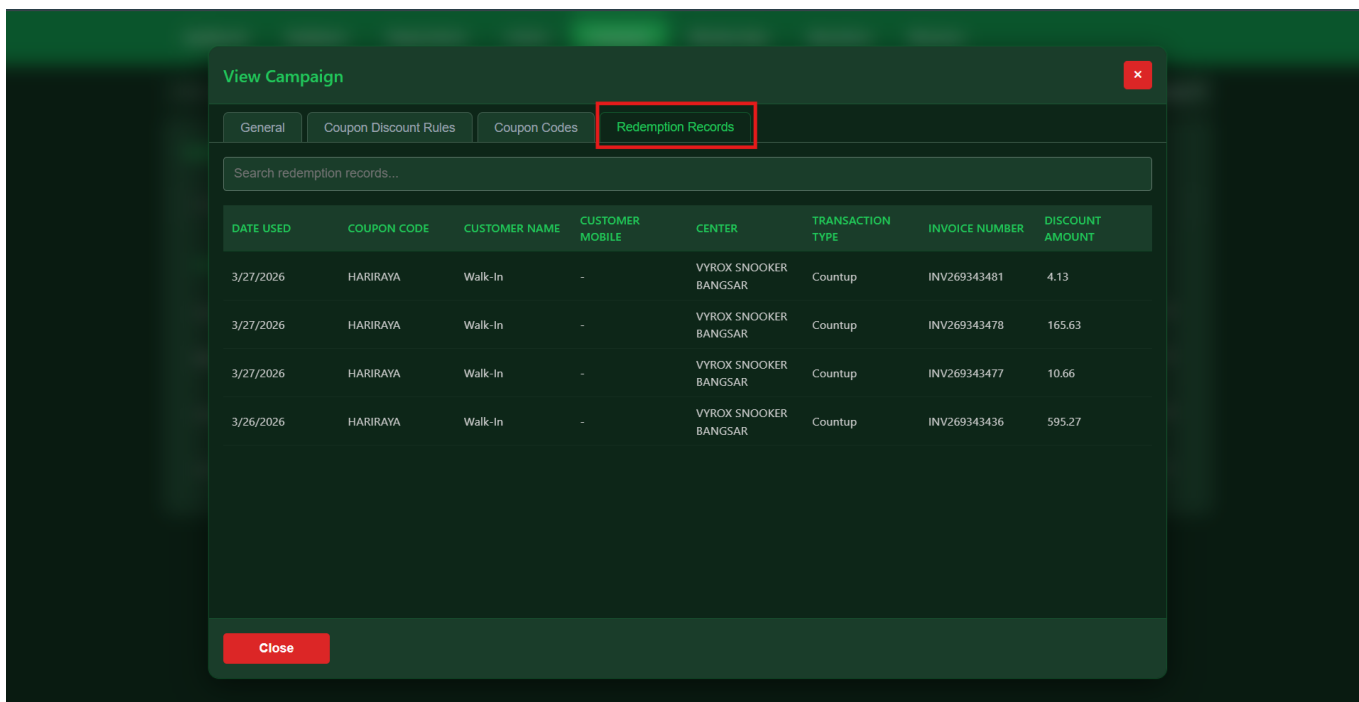 View Campaign
×
General Coupon Discount Rules Coupon Codes Redemption Records
Search redemption records...
DATE USED COUPON CODE CUSTOMER NAME CUSTOMER MOBILE CENTER TRANSACTION TYPE INVOICE NUMBER DISCOUNT AMOUNT
3/27/2026 HARIRAYA Walk-In - VYROX SNOOKER BANGSAR Countup INV269343481 4.13
3/27/2026 HARIRAYA Walk-In - VYROX SNOOKER BANGSAR Countup INV269343478 165.63
3/27/2026 HARIRAYA Walk-In - VYROX SNOOKER BANGSAR Countup INV269343477 10.66
3/26/2026 HARIRAYA Walk-In - VYROX SNOOKER BANGSAR Countup INV269343436 595.27
Close